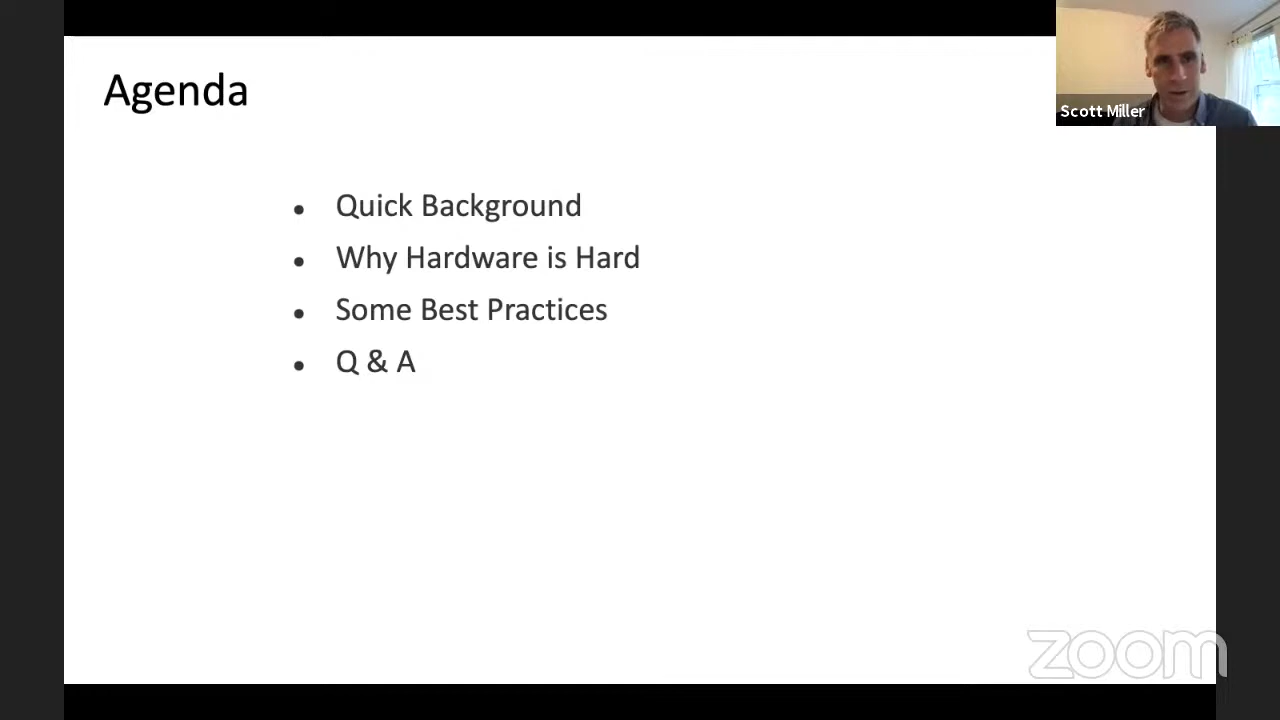 Agenda
Scott Miller
• Quick Background
• Why Hardware is Hard
• Some Best Practices
• Q & A
zoom